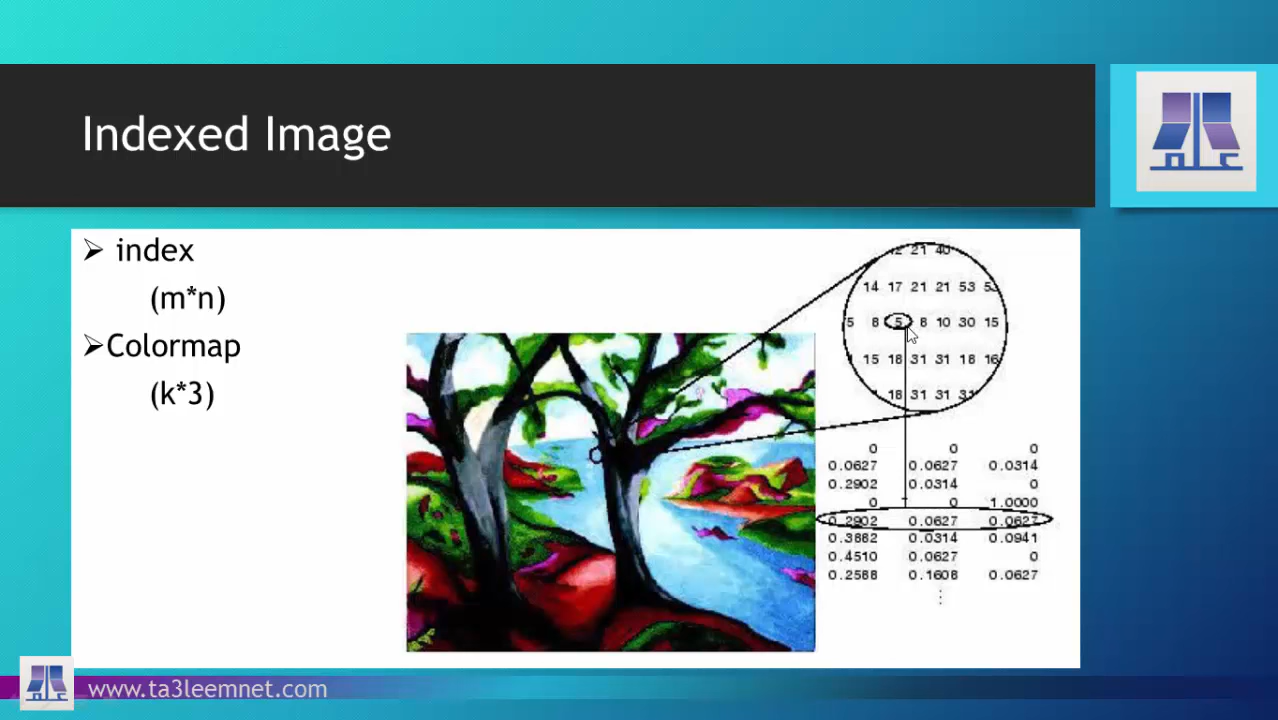 Indexed Image
➢ index
(m*n)
➢Colormap
(k*3)
21 40
14 17 21 21 53
5 8 5 8 10 30 15
15 18 31 31 18 16
18 31 31 31
0 0 0
0.0627 0.0627 0.0314
0.2902 0.0314 0
0 0 1.0000
0.2902 0.0627 0.0627
0.3882 0.0314 0.0941
0.4510 0.0627 0
0.2588 0.1608 0.0627
⋮
www.ta3leemnet.com